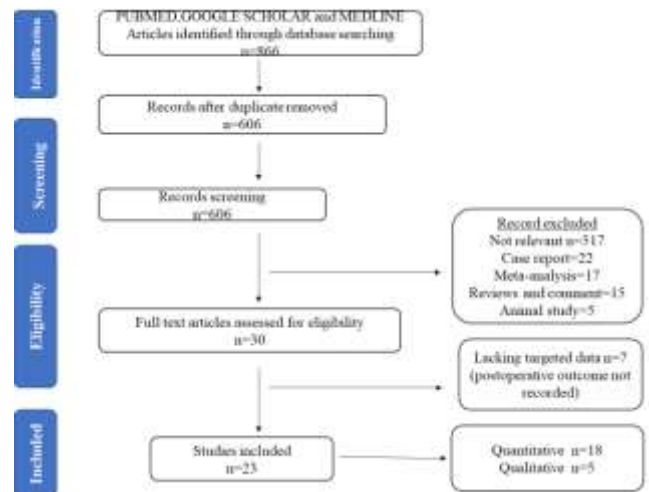 Identification
PUBMED,GOOGLE SCHOLAR and MEDLINE
Articles identified through database searching
n=866
Records after duplicate removed
n=606
Screening
Records screening
n=606
Record excluded
Not relevant n=517
Case report=22
Meta-analysis=17
Reviews and comment=15
Animal study=5
Eligibility
Full text articles assessed for eligibility
n=30
Lacking targeted data n=7
(postoperative outcome not
recorded)
Included
Studies included
n=23
Quantitative n=18
Qualitative n=5